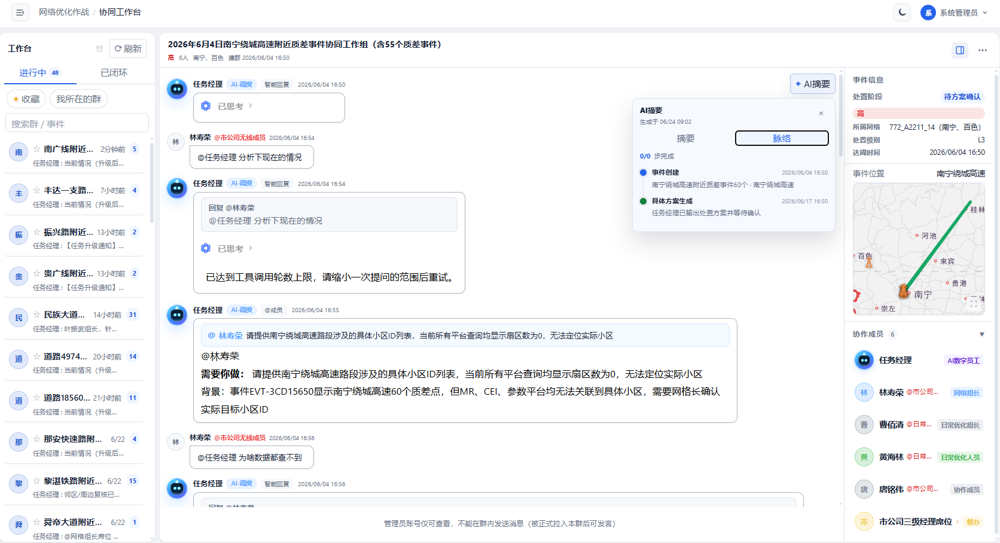 网络优化作战 / 协同工作台
系 系统管理员
工作台
刷新
进行中 48
已闭环
★ 收藏
我所在的群
搜索群 / 事件
南 ☆ 南广线附近... 2分钟前 5
任务经理：当前情况（升级后...
丰 ☆ 丰达一支路... 7小时前 4
任务经理：当前情况（升级后...
振 ☆ 振兴路附近... 13小时前 2
任务经理：【任务升级通知】...
贵 ☆ 贵广线附近... 13小时前 2
任务经理：【任务升级通知】...
民 ☆ 民族大道... 14小时前 31
任务经理：叶振武组长，针...
道 ☆ 道路4974... 20小时前 14
任务经理：当前情况（升级...
道 ☆ 道路18560... 21小时前 11
任务经理：当前情况（升级...
那 ☆ 那安快速路附... 6/22 4
任务经理：当前情况（升级后...
黎 ☆ 黎湛铁路附近... 6/22 15
任务经理：邻区/周边复核已...
舜 ☆ 舜帝大道附近... 6/22 1
任务经理：@网格组长席位 ...
2026年6月4日南宁绕城高速附近质差事件协同工作组（含55个质差事件）
高 6人 南宁、百色 建群 2026/06/04 16:50
任务经理 AI-调度 智能回复 2026/06/04 16:50
已思考
林 林寿荣 @市公司无线成员 2026/06/04 16:54
@任务经理 分析下现在的情况
任务经理 AI-调度 智能回复 2026/06/04 16:54
回复 @林寿荣
@任务经理 分析下现在的情况
已思考
已达到工具调用轮数上限，请缩小一次提问的范围后重试。
任务经理 AI-调度 @成员 2026/06/04 16:55
@ 林寿荣 请提供南宁绕城高速路段涉及的具体小区ID列表，当前所有平台查询均显示扇区数为0，无法定位实际小区
@林寿荣
需要你做： 请提供南宁绕城高速路段涉及的具体小区ID列表，当前所有平台查询均显示扇区数为0，无法定位实际小区
背景：事件EVT-3CD15650显示南宁绕城高速60个质差点，但MR、CEI、参数平台均无法关联到具体小区，需要网格长确认
实际目标小区ID
林 林寿荣 @市公司无线成员 2026/06/04 16:56
@任务经理 为啥数据都查不到
任务经理 AI-调度 智能回复 2026/06/04 16:56
回复 @林寿荣
管理员账号仅可查看，不能在群内发送消息（被正式拉入本群后可发言）
AI摘要
AI摘要
生成于 06/24 09:02
摘要
脉络
0/0 步完成
事件创建 2026/06/04 16:50
南宁绕城高速附近质差事件60个 · 南宁绕城高速
具体方案生成 2026/06/17 16:50
任务经理已输出处置方案并等待确认
事件信息
处置阶段 待方案确认
高
所属网格 772_A2211_14（南宁、百色）
处置级别 L3
达阈时间 2026/06/04 16:50
事件位置 南宁绕城高速
桂林
河池
百色
来宾
贵港
南宁
崇左
协作成员 6
任务经理 AI数字员工
林 林寿荣 @市公司... 网格组长
曹 曹佰清 @日常... 日常优化组长
黄 黄海林 @日常... 日常优化人员
唐 唐铭伟 @市公司... 协作成员
市 市公司三级经理席位 督办